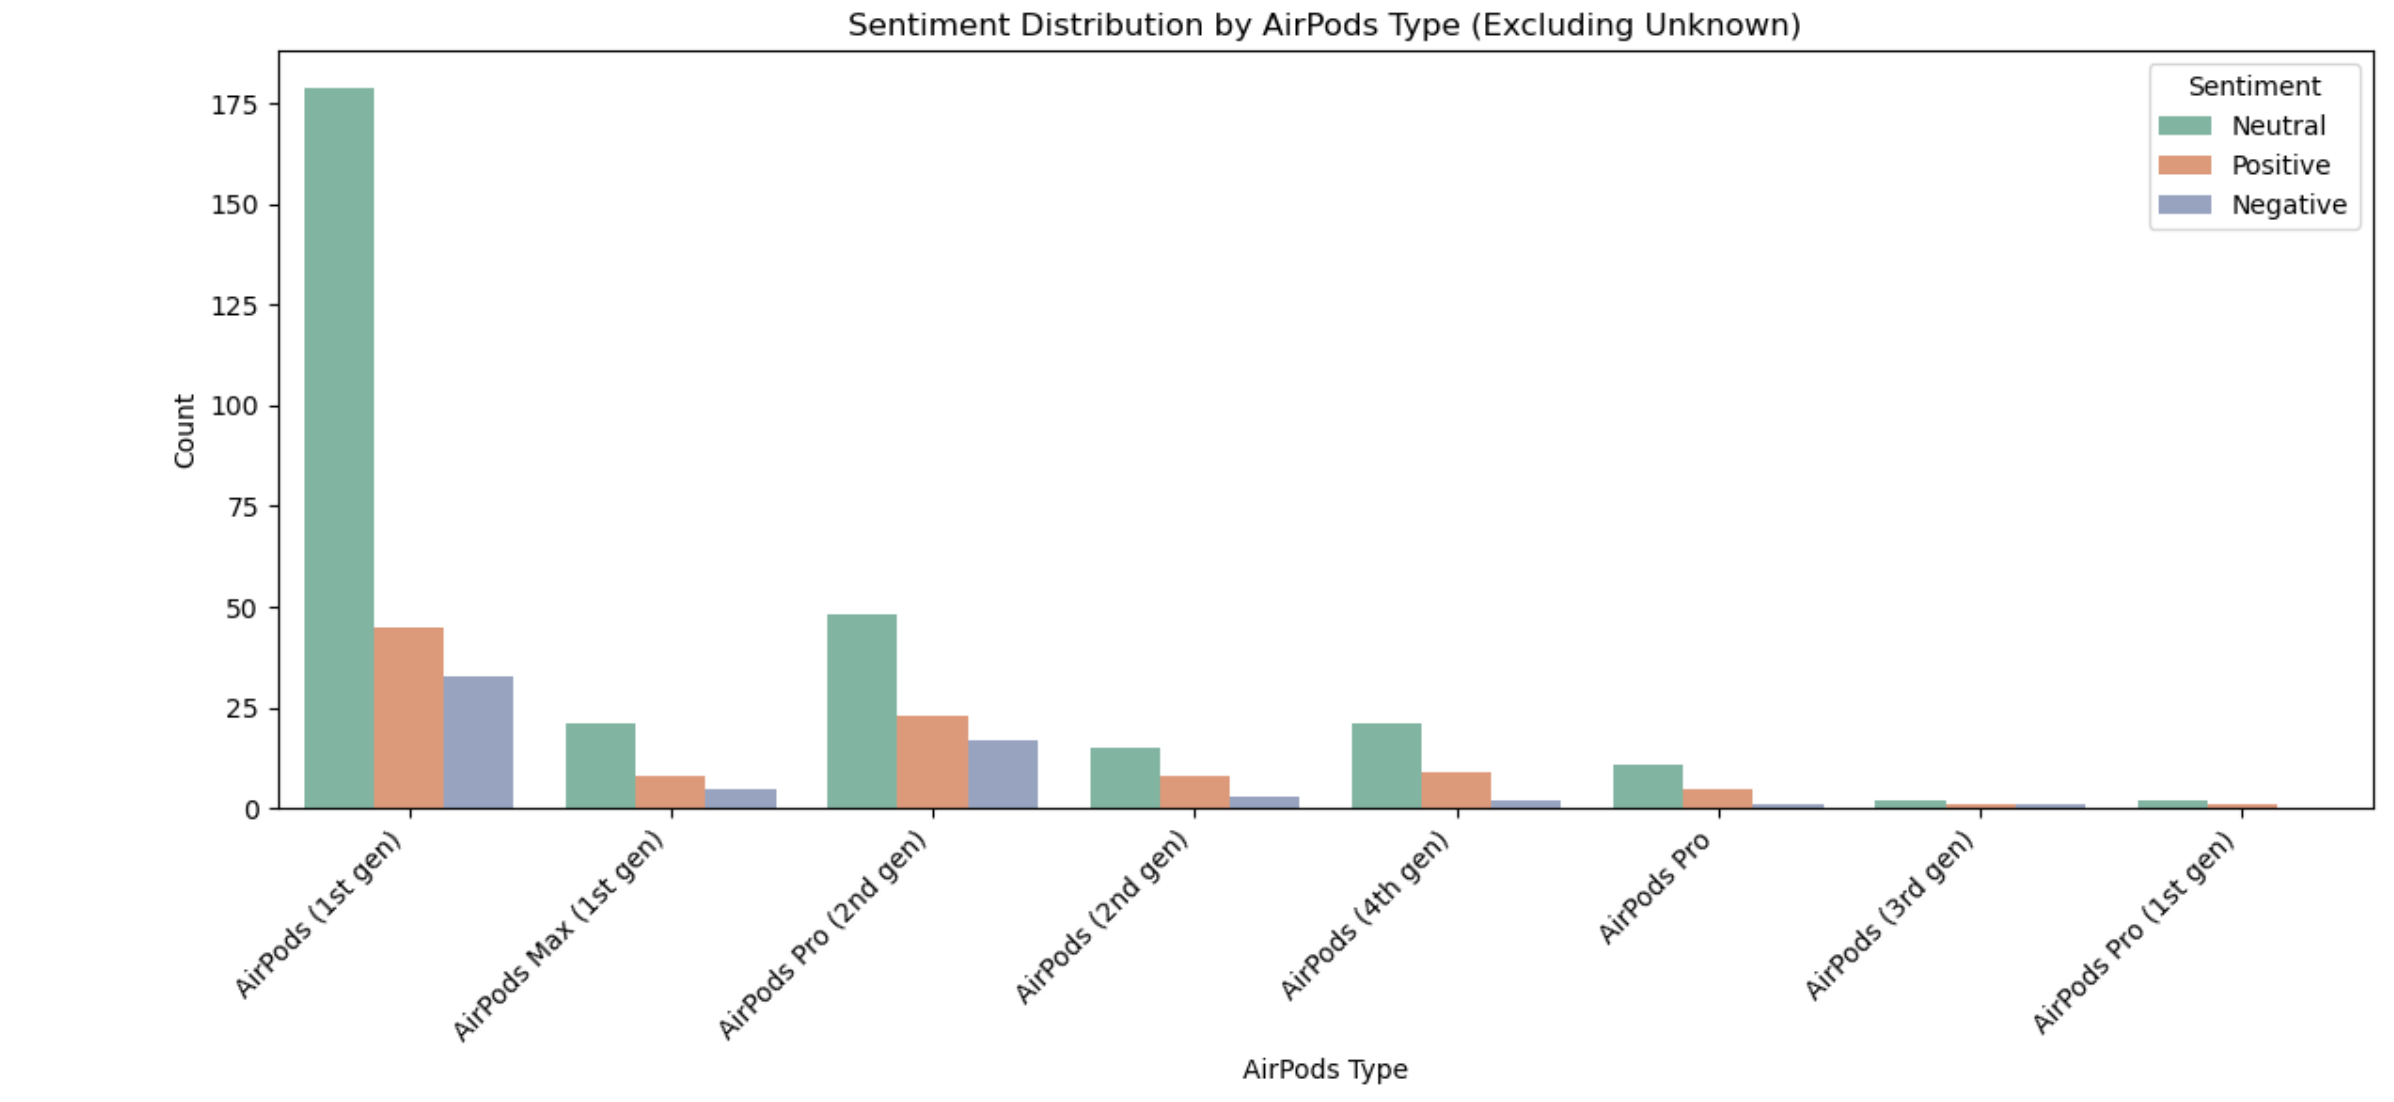 Sentiment Distribution by AirPods Type (Excluding Unknown)
Sentiment
Neutral
Positive
Negative
Count
175
150
125
100
75
50
25
0
AirPods (1st gen)
AirPods Max (1st gen)
AirPods Pro (2nd gen)
AirPods (2nd gen)
AirPods (4th gen)
AirPods Pro
AirPods (3rd gen)
AirPods Pro (1st gen)
AirPods Type